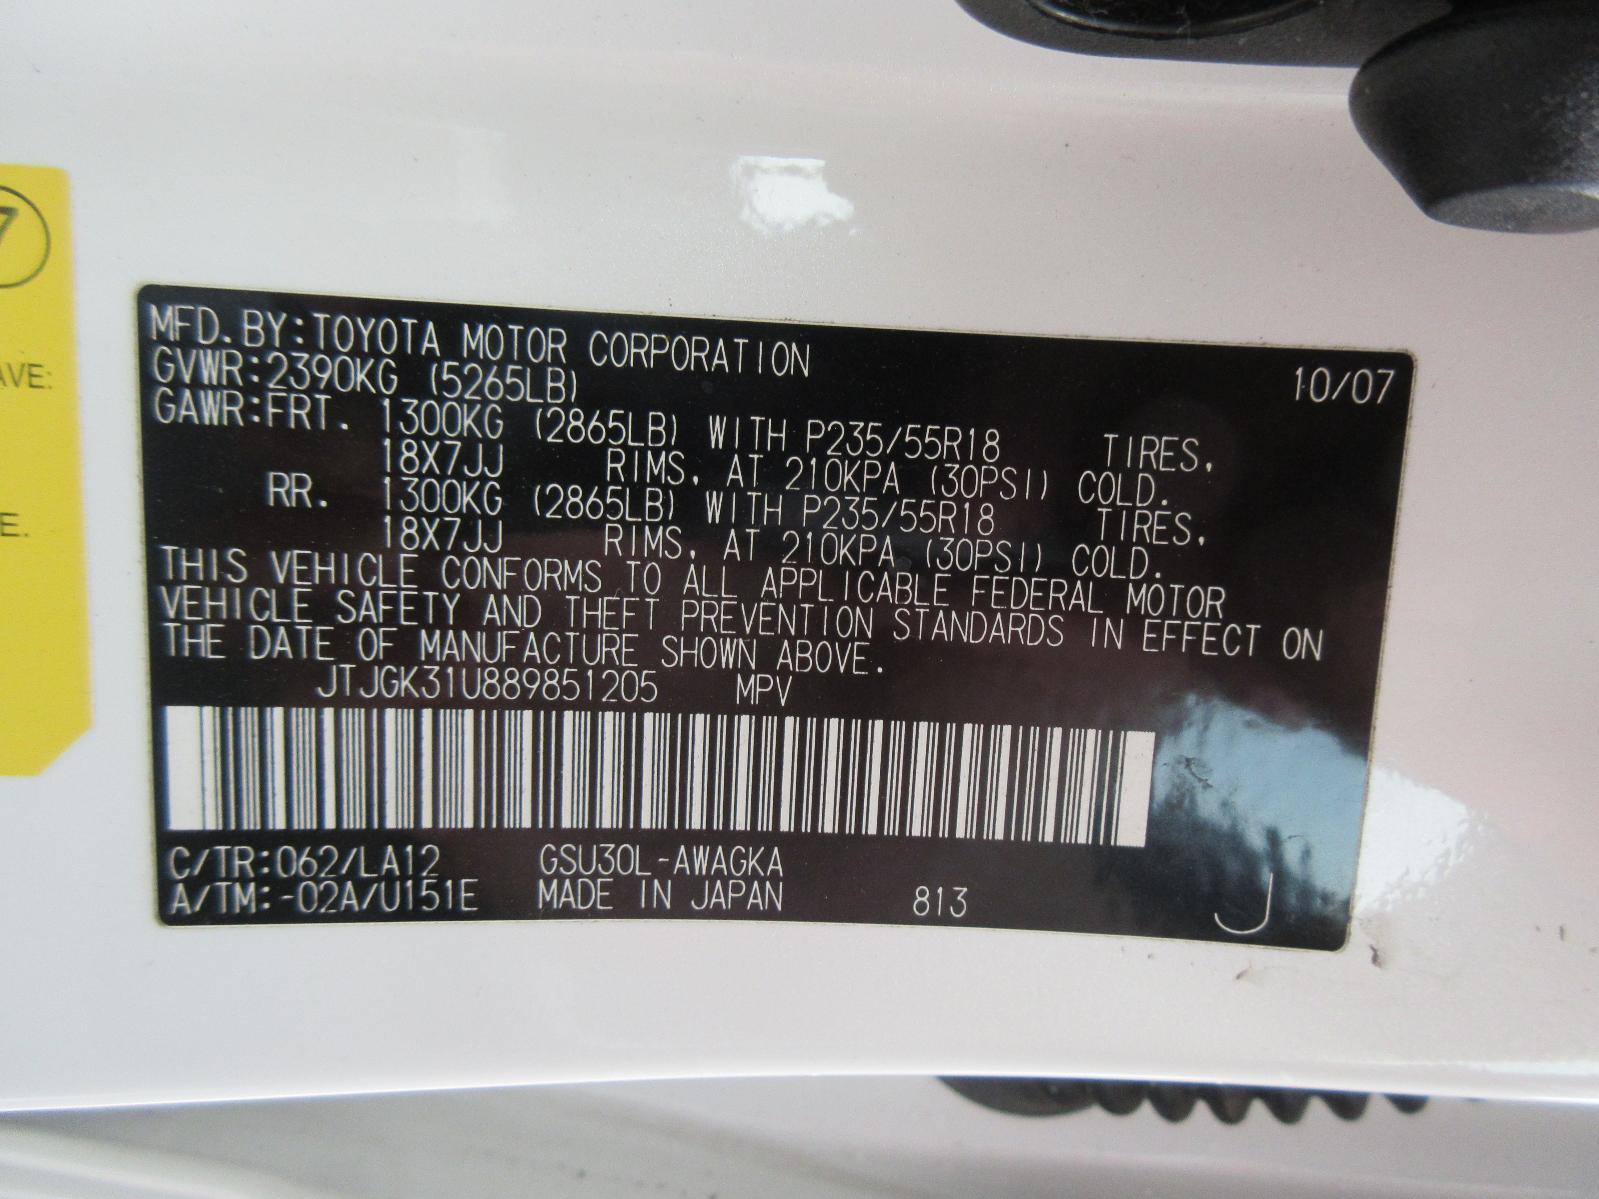 7
AVE:
E.
MFD. BY:TOYOTA MOTOR CORPORATION 10/07
GVWR:2390KG (5265LB)
GAWR:FRT. 1300KG (2865LB) WITH P235/55R18 TIRES,
18X7JJ RIMS, AT 210KPA (30PSI) COLD.
RR. 1300KG (2865LB) WITH P235/55R18 TIRES,
18X7JJ RIMS, AT 210KPA (30PSI) COLD.
THIS VEHICLE CONFORMS TO ALL APPLICABLE FEDERAL MOTOR
VEHICLE SAFETY AND THEFT PREVENTION STANDARDS IN EFFECT ON
THE DATE OF MANUFACTURE SHOWN ABOVE.
JTJGK31U889851205 MPV
C/TR:062/LA12 GSU30L-AWAGKA
A/TM:-02A/U151E MADE IN JAPAN 813 J